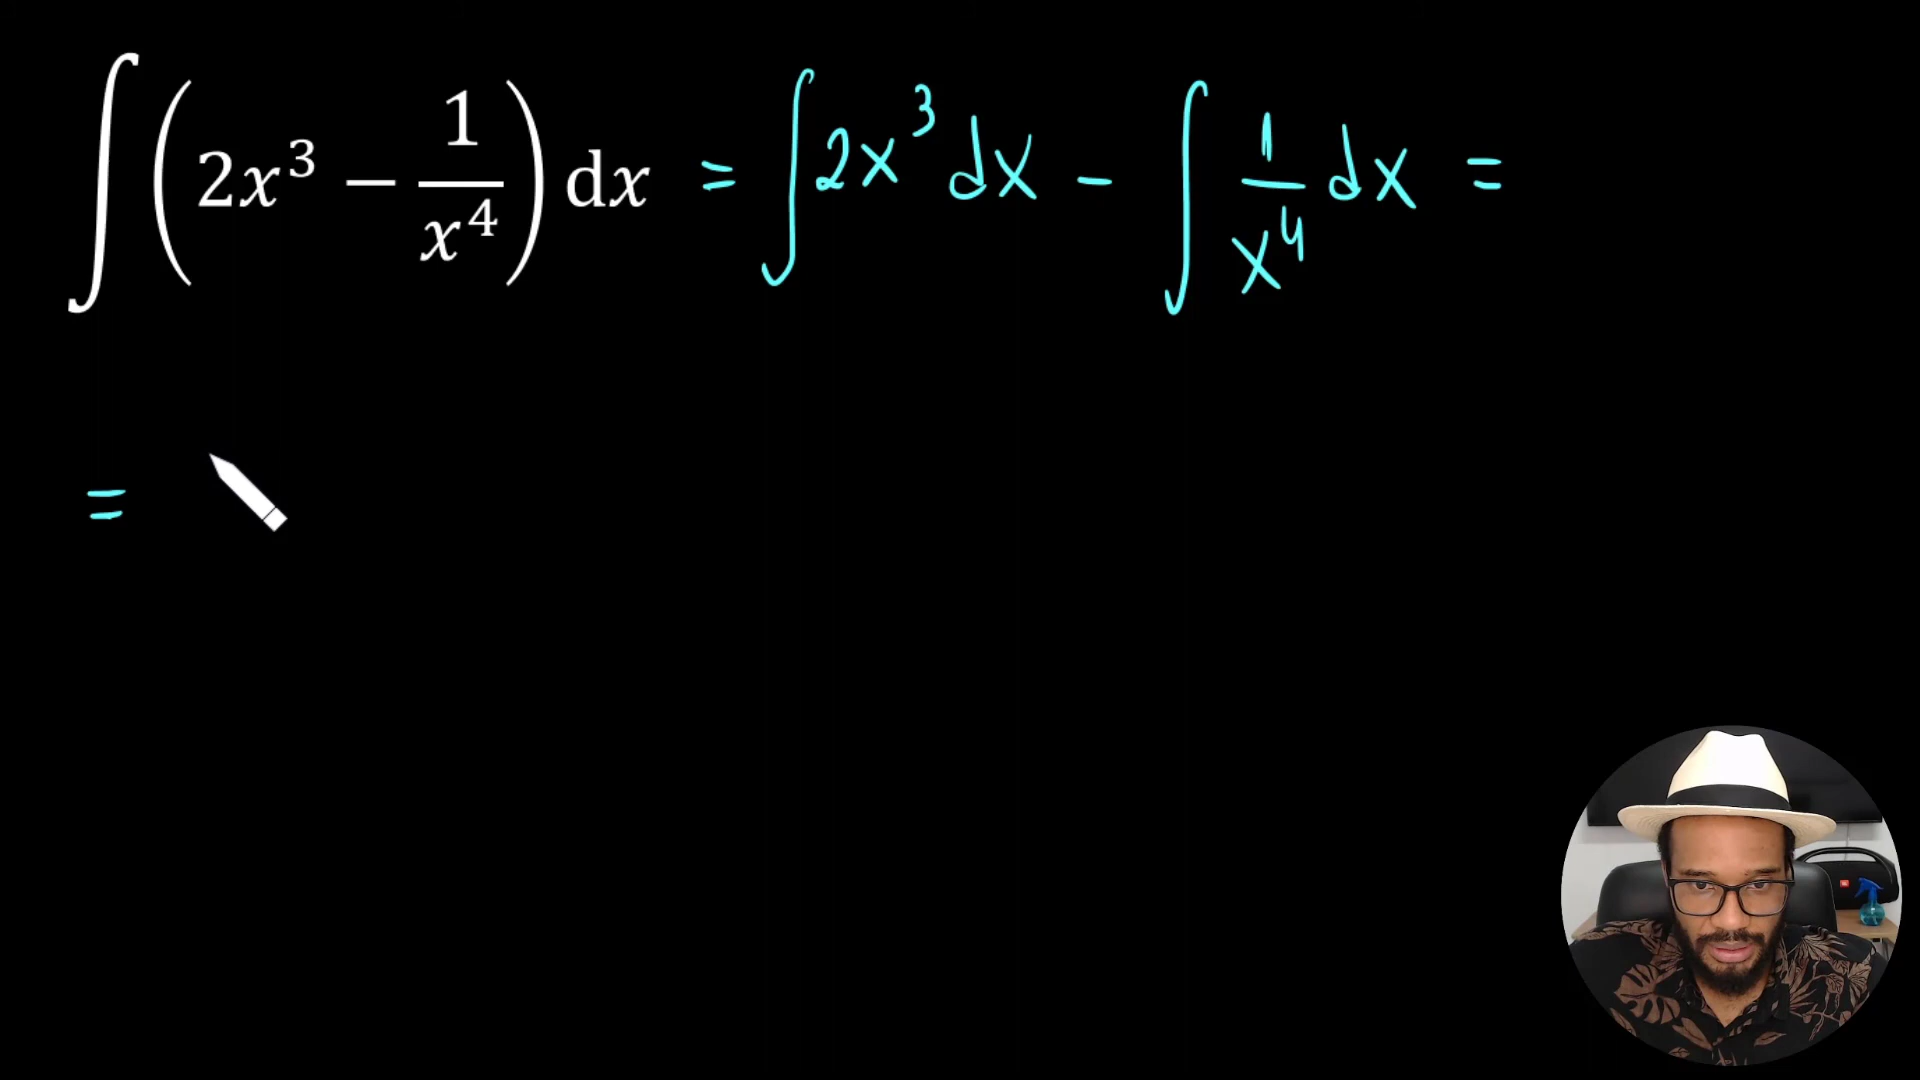 ∫ (2x³ − 1/x⁴) dx = ∫ 2x³ dx − ∫ 1/x⁴ dx =
=